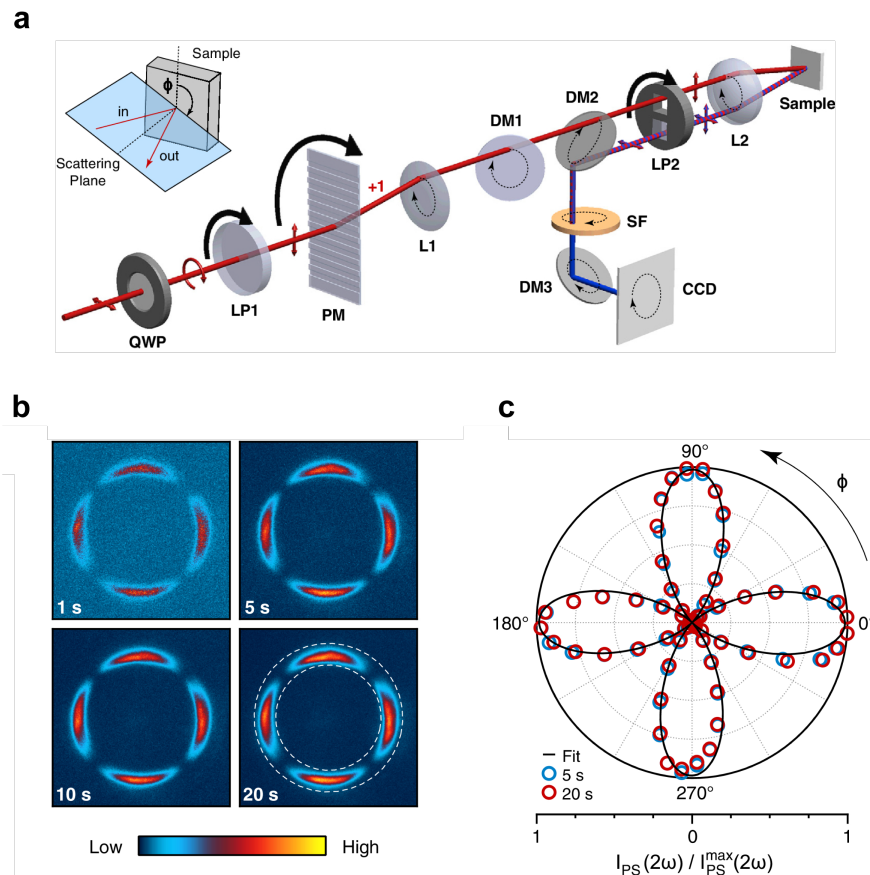 a
Sample
ϕ
in
out
Scattering
Plane
QWP
LP1
PM
+1
L1
DM1
DM2
LP2
L2
Sample
SF
DM3
CCD
b
1 s
5 s
10 s
20 s
Low
High
c
90°
ϕ
180°
0°
270°
Fit
5 s
20 s
1
0
1
I_PS(2ω) / I_PS^max(2ω)